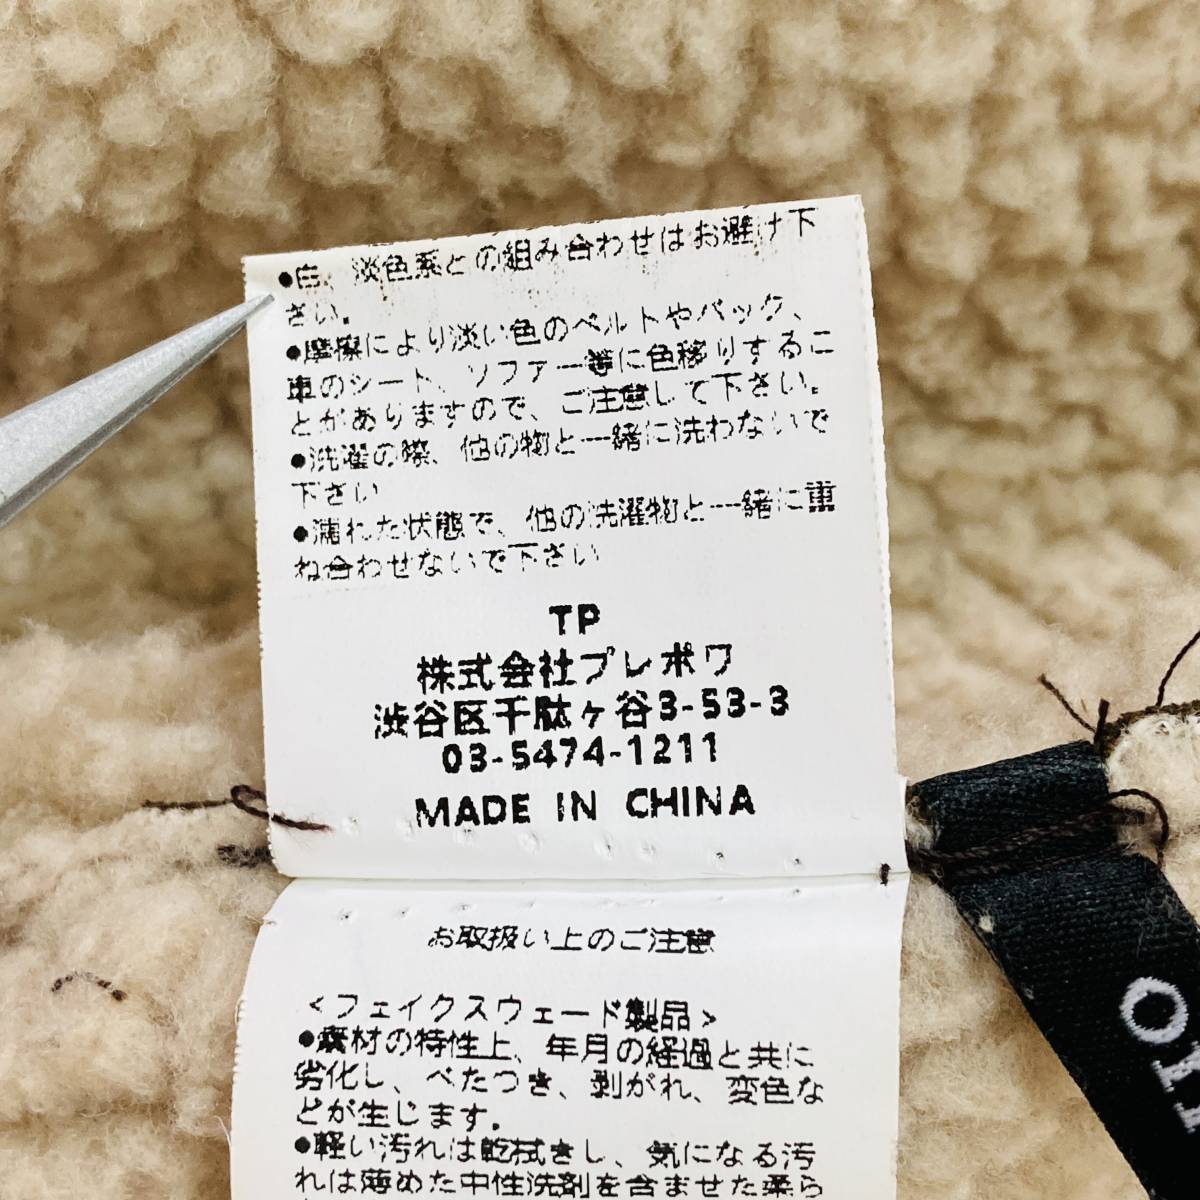 ●白、淡色系との組み合わせはお避け下
さい。
●摩擦により淡い色のベルトやバック、
車のシート、ソファー等に色移りするこ
とがありますので、ご注意して下さい。
●洗濯の際、他の物と一緒に洗わないで
下さい
●濡れた状態で、他の洗濯物と一緒に重
ね合わせないで下さい
TP
株式会社プレポワ
渋谷区千駄ヶ谷3-53-3
03-5474-1211
MADE IN CHINA
お取扱い上のご注意
<フェイクスウェード製品>
●素材の特性上、年月の経過と共に
劣化し、べたつき、剥がれ、変色な
どが生じます。
●軽い汚れは乾拭きし、気になる汚
れは薄めた中性洗剤を含ませた柔ら